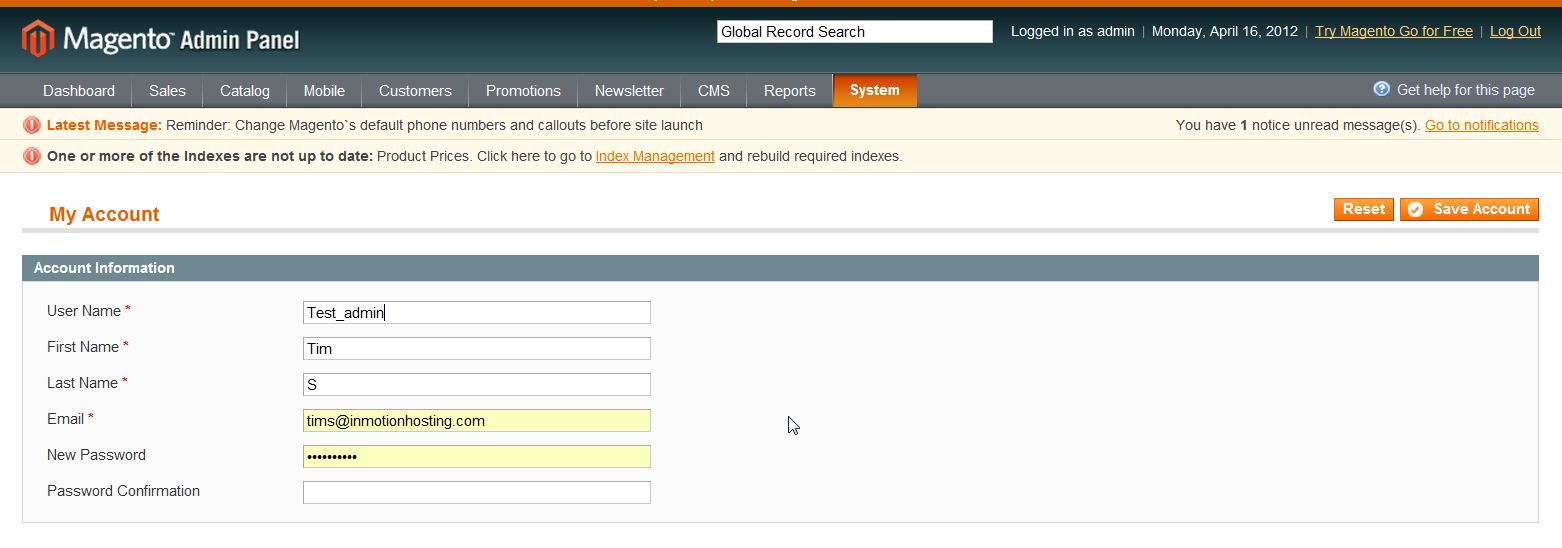 Magento™ Admin Panel
Global Record Search
Logged in as admin | Monday, April 16, 2012 | Try Magento Go for Free | Log Out
Dashboard Sales Catalog Mobile Customers Promotions Newsletter CMS Reports System Get help for this page
Latest Message: Reminder: Change Magento`s default phone numbers and callouts before site launch You have 1 notice unread message(s). Go to notifications
One or more of the Indexes are not up to date: Product Prices. Click here to go to Index Management and rebuild required indexes.
My Account Reset Save Account
Account Information
User Name * Test_admin
First Name * Tim
Last Name * S
Email * tims@inmotionhosting.com
New Password ••••••••••
Password Confirmation